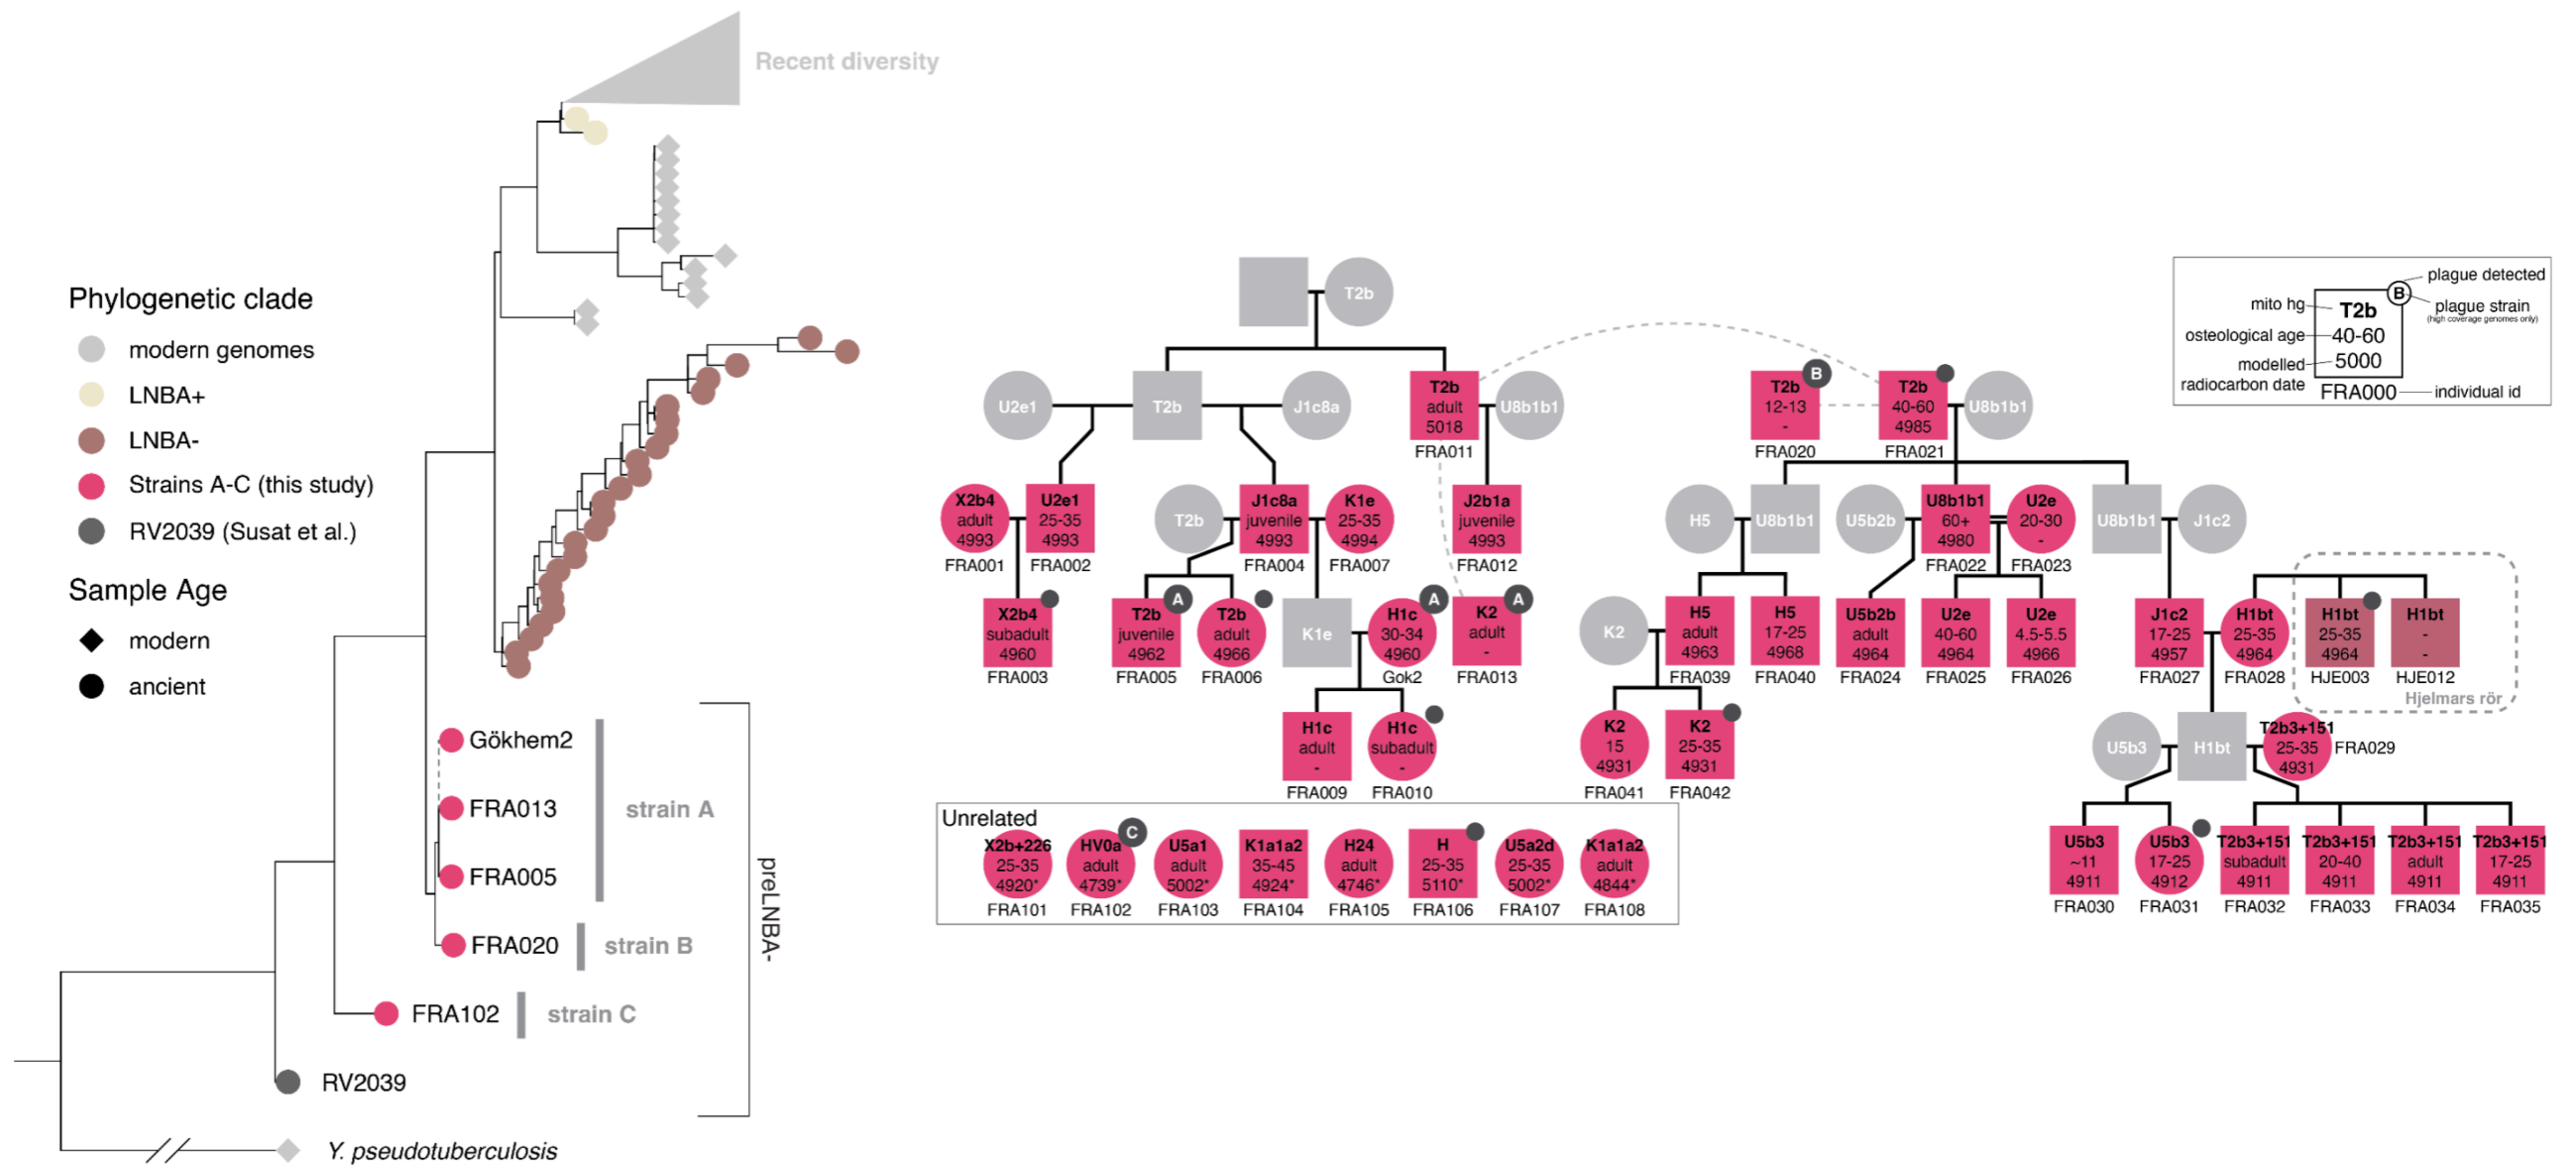 Recent diversity
Phylogenetic clade
modern genomes
LNBA+
LNBA-
Strains A-C (this study)
RV2039 (Susat et al.)
Sample Age
modern
ancient
Gökhem2
FRA013
FRA005
strain A
FRA020
strain B
FRA102
strain C
preLNBA-
RV2039
Y. pseudotuberculosis
T2b
U2e1
T2b
J1c8a
T2b
adult
5018
FRA011
U8b1b1
T2b
12-13
-
B
FRA020
T2b
40-60
4985
FRA021
U8b1b1
X2b4
adult
4993
FRA001
U2e1
25-35
4993
FRA002
T2b
J1c8a
juvenile
4993
FRA004
K1e
25-35
4994
FRA007
J2b1a
juvenile
4993
FRA012
H5
U8b1b1
U5b2b
U8b1b1
60+
4980
FRA022
U2e
20-30
-
FRA023
U8b1b1
J1c2
X2b4
subadult
4960
FRA003
T2b
juvenile
4962
A
FRA005
T2b
adult
4966
FRA006
K1e
H1c
30-34
4960
A
Gok2
K2
adult
-
A
FRA013
K2
H5
adult
4963
FRA039
H5
17-25
4968
FRA040
U5b2b
adult
4964
FRA024
U2e
40-60
4964
FRA025
U2e
4.5-5.5
4966
FRA026
J1c2
17-25
4957
FRA027
H1bt
25-35
4964
FRA028
H1bt
25-35
4964
HJE003
H1bt
-
-
HJE012
Hjelmars rör
H1c
adult
-
FRA009
H1c
subadult
-
FRA010
K2
15
4931
FRA041
K2
25-35
4931
FRA042
U5b3
H1bt
T2b3+151
25-35
4931
FRA029
U5b3
~11
4911
FRA030
U5b3
17-25
4912
FRA031
T2b3+151
subadult
4911
FRA032
T2b3+151
20-40
4911
FRA033
T2b3+151
adult
4911
FRA034
T2b3+151
17-25
4911
FRA035
Unrelated
X2b+226
25-35
4920*
FRA101
HV0a
adult
4739*
C
FRA102
U5a1
adult
5002*
FRA103
K1a1a2
35-45
4924*
FRA104
H24
adult
4746*
FRA105
H
25-35
5110*
FRA106
U5a2d
25-35
5002*
FRA107
K1a1a2
adult
4844*
FRA108
plague detected
mito hg
T2b
B
plague strain
(high coverage genomes only)
osteological age
40-60
modelled
radiocarbon date
5000
FRA000
individual id